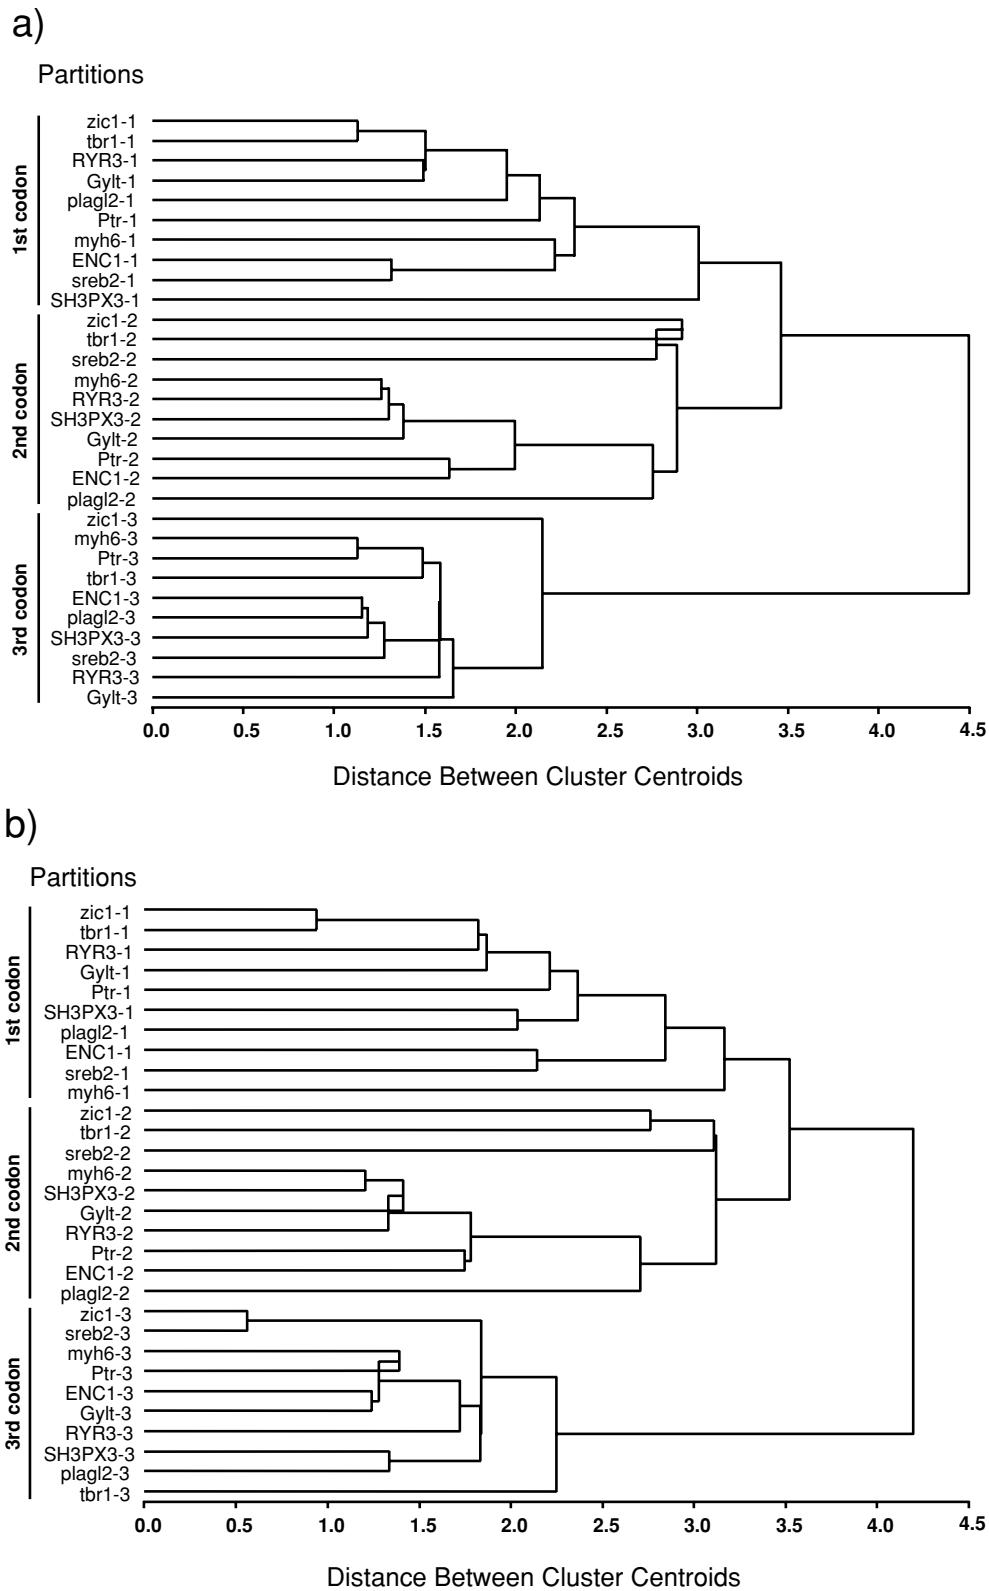 a)
Partitions
1st codon
zic1-1
tbr1-1
RYR3-1
Gylt-1
plagl2-1
Ptr-1
myh6-1
ENC1-1
sreb2-1
SH3PX3-1
2nd codon
zic1-2
tbr1-2
sreb2-2
myh6-2
RYR3-2
SH3PX3-2
Gylt-2
Ptr-2
ENC1-2
plagl2-2
3rd codon
zic1-3
myh6-3
Ptr-3
tbr1-3
ENC1-3
plagl2-3
SH3PX3-3
sreb2-3
RYR3-3
Gylt-3
0.0 0.5 1.0 1.5 2.0 2.5 3.0 3.5 4.0 4.5
Distance Between Cluster Centroids
b)
Partitions
1st codon
zic1-1
tbr1-1
RYR3-1
Gylt-1
Ptr-1
SH3PX3-1
plagl2-1
ENC1-1
sreb2-1
myh6-1
2nd codon
zic1-2
tbr1-2
sreb2-2
myh6-2
SH3PX3-2
Gylt-2
RYR3-2
Ptr-2
ENC1-2
plagl2-2
3rd codon
zic1-3
sreb2-3
myh6-3
Ptr-3
ENC1-3
Gylt-3
RYR3-3
SH3PX3-3
plagl2-3
tbr1-3
0.0 0.5 1.0 1.5 2.0 2.5 3.0 3.5 4.0 4.5
Distance Between Cluster Centroids